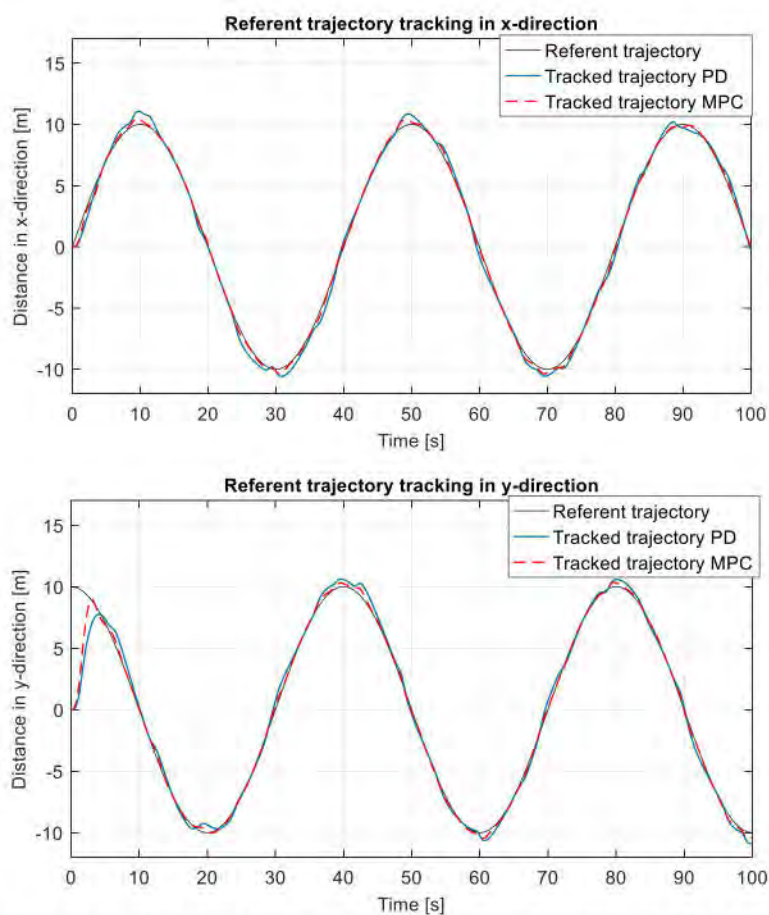 Referent trajectory tracking in x-direction
Referent trajectory
Tracked trajectory PD
Tracked trajectory MPC
15
10
5
0
-5
-10
Distance in x-direction [m]
0 10 20 30 40 50 60 70 80 90 100
Time [s]
Referent trajectory tracking in y-direction
Referent trajectory
Tracked trajectory PD
Tracked trajectory MPC
15
10
5
0
-5
-10
Distance in y-direction [m]
0 10 20 30 40 50 60 70 80 90 100
Time [s]